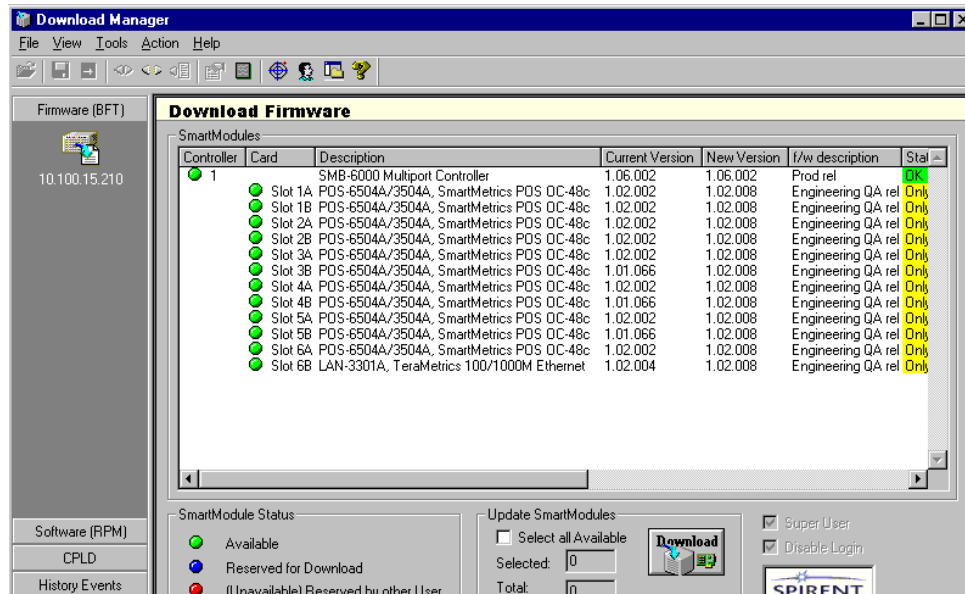 Download Manager
File View Tools Action Help
Firmware (BFT)
10.100.15.210
Software (RPM)
CPLD
History Events
Download Firmware
SmartModules
Controller Card Description Current Version New Version f/w description
1 SMB-6000 Multiport Controller 1.06.002 1.06.002 Prod rel OK
Slot 1A POS-6504A/3504A, SmartMetrics POS OC-48c 1.02.002 1.02.008 Engineering QA rel Only
Slot 1B POS-6504A/3504A, SmartMetrics POS OC-48c 1.02.002 1.02.008 Engineering QA rel Only
Slot 2A POS-6504A/3504A, SmartMetrics POS OC-48c 1.02.002 1.02.008 Engineering QA rel Only
Slot 2B POS-6504A/3504A, SmartMetrics POS OC-48c 1.02.002 1.02.008 Engineering QA rel Only
Slot 3A POS-6504A/3504A, SmartMetrics POS OC-48c 1.02.002 1.02.008 Engineering QA rel Only
Slot 3B POS-6504A/3504A, SmartMetrics POS OC-48c 1.01.066 1.02.008 Engineering QA rel Only
Slot 4A POS-6504A/3504A, SmartMetrics POS OC-48c 1.02.002 1.02.008 Engineering QA rel Only
Slot 4B POS-6504A/3504A, SmartMetrics POS OC-48c 1.01.066 1.02.008 Engineering QA rel Only
Slot 5A POS-6504A/3504A, SmartMetrics POS OC-48c 1.02.002 1.02.008 Engineering QA rel Only
Slot 5B POS-6504A/3504A, SmartMetrics POS OC-48c 1.01.066 1.02.008 Engineering QA rel Only
Slot 6A POS-6504A/3504A, SmartMetrics POS OC-48c 1.02.002 1.02.008 Engineering QA rel Only
Slot 6B LAN-3301A, TeraMetrics 100/1000M Ethernet 1.02.004 1.02.008 Engineering QA rel Only
SmartModule Status
Available
Reserved for Download
(Unavailable) Reserved by other User
Update SmartModules
Select all Available
Selected: 0
Total: 0
Download
Super User
Disable Login
SPIRENT